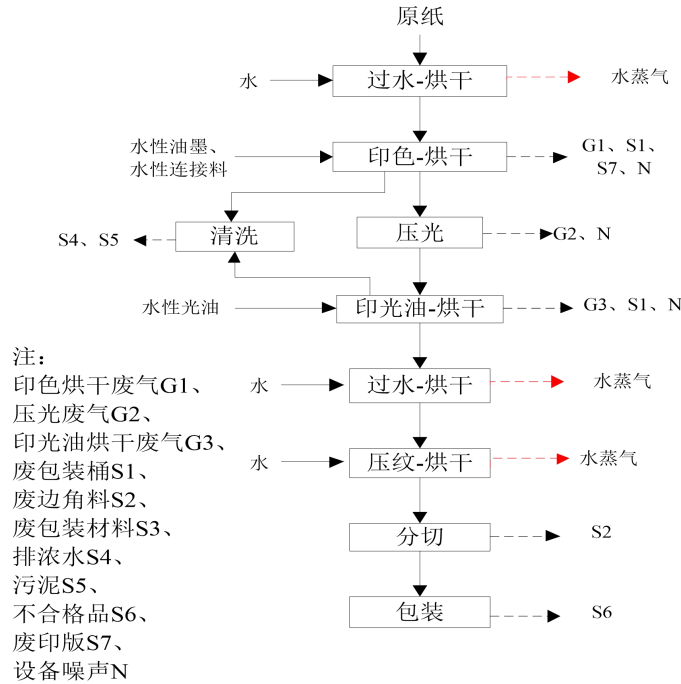 原纸
水
过水-烘干
水蒸气
水性油墨、
水性连接料
印色-烘干
G1、S1、
S7、N
S4、S5
清洗
压光
G2、N
水性光油
印光油-烘干
G3、S1、N
水
过水-烘干
水蒸气
水
压纹-烘干
水蒸气
分切
S2
包装
S6
注：
印色烘干废气G1、
压光废气G2、
印光油烘干废气G3、
废包装桶S1、
废边角料S2、
废包装材料S3、
排浓水S4、
污泥S5、
不合格品S6、
废印版S7、
设备噪声N